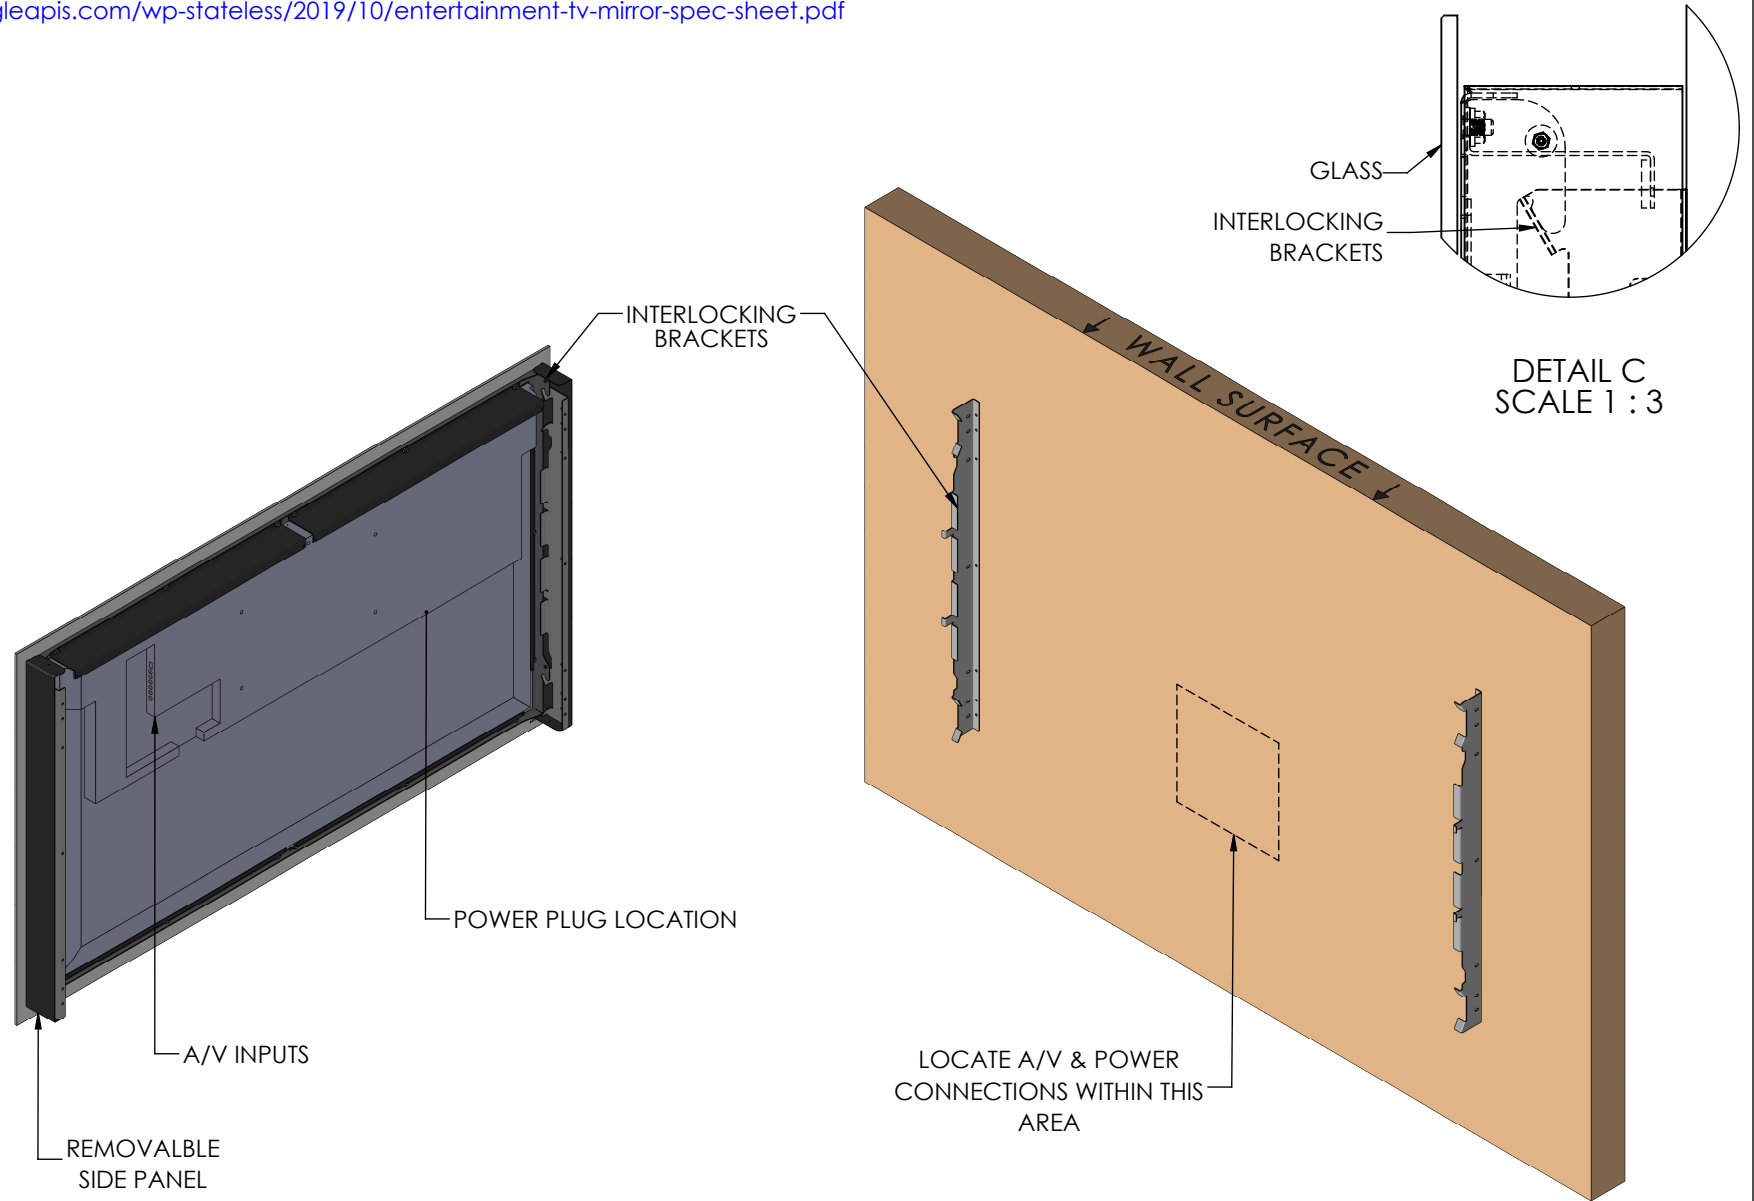 gleapis.com/wp-stateless/2019/10/entertainment-tv-mirror-spec-sheet.pdf
GLASS
INTERLOCKING
BRACKETS
DETAIL C
SCALE 1 : 3
INTERLOCKING
BRACKETS
WALL SURFACE
POWER PLUG LOCATION
A/V INPUTS
LOCATE A/V & POWER
CONNECTIONS WITHIN THIS
AREA
REMOVALBLE
SIDE PANEL